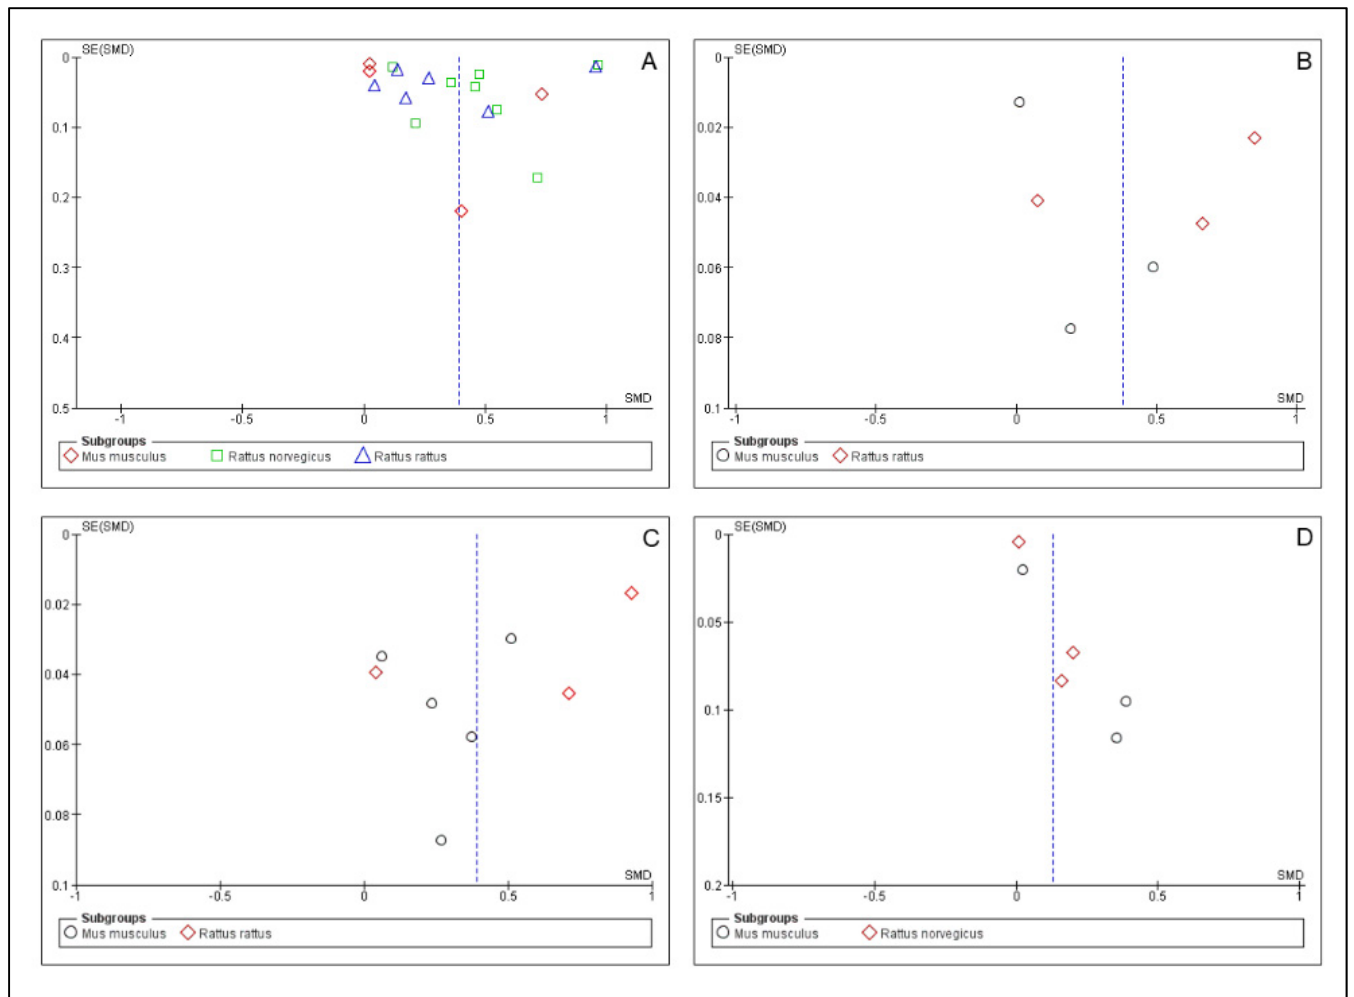 SE(SMD)
A
0
0.1
0.2
0.3
0.4
0.5
SMD
-1
-0.5
0
0.5
1
Subgroups
Mus musculus
Rattus norvegicus
Rattus rattus
SE(SMD)
B
0
0.02
0.04
0.06
0.08
0.1
SMD
-1
-0.5
0
0.5
1
Subgroups
Mus musculus
Rattus rattus
SE(SMD)
C
0
0.02
0.04
0.06
0.08
0.1
SMD
-1
-0.5
0
0.5
1
Subgroups
Mus musculus
Rattus rattus
SE(SMD)
D
0
0.05
0.1
0.15
0.2
SMD
-1
-0.5
0
0.5
1
Subgroups
Mus musculus
Rattus norvegicus